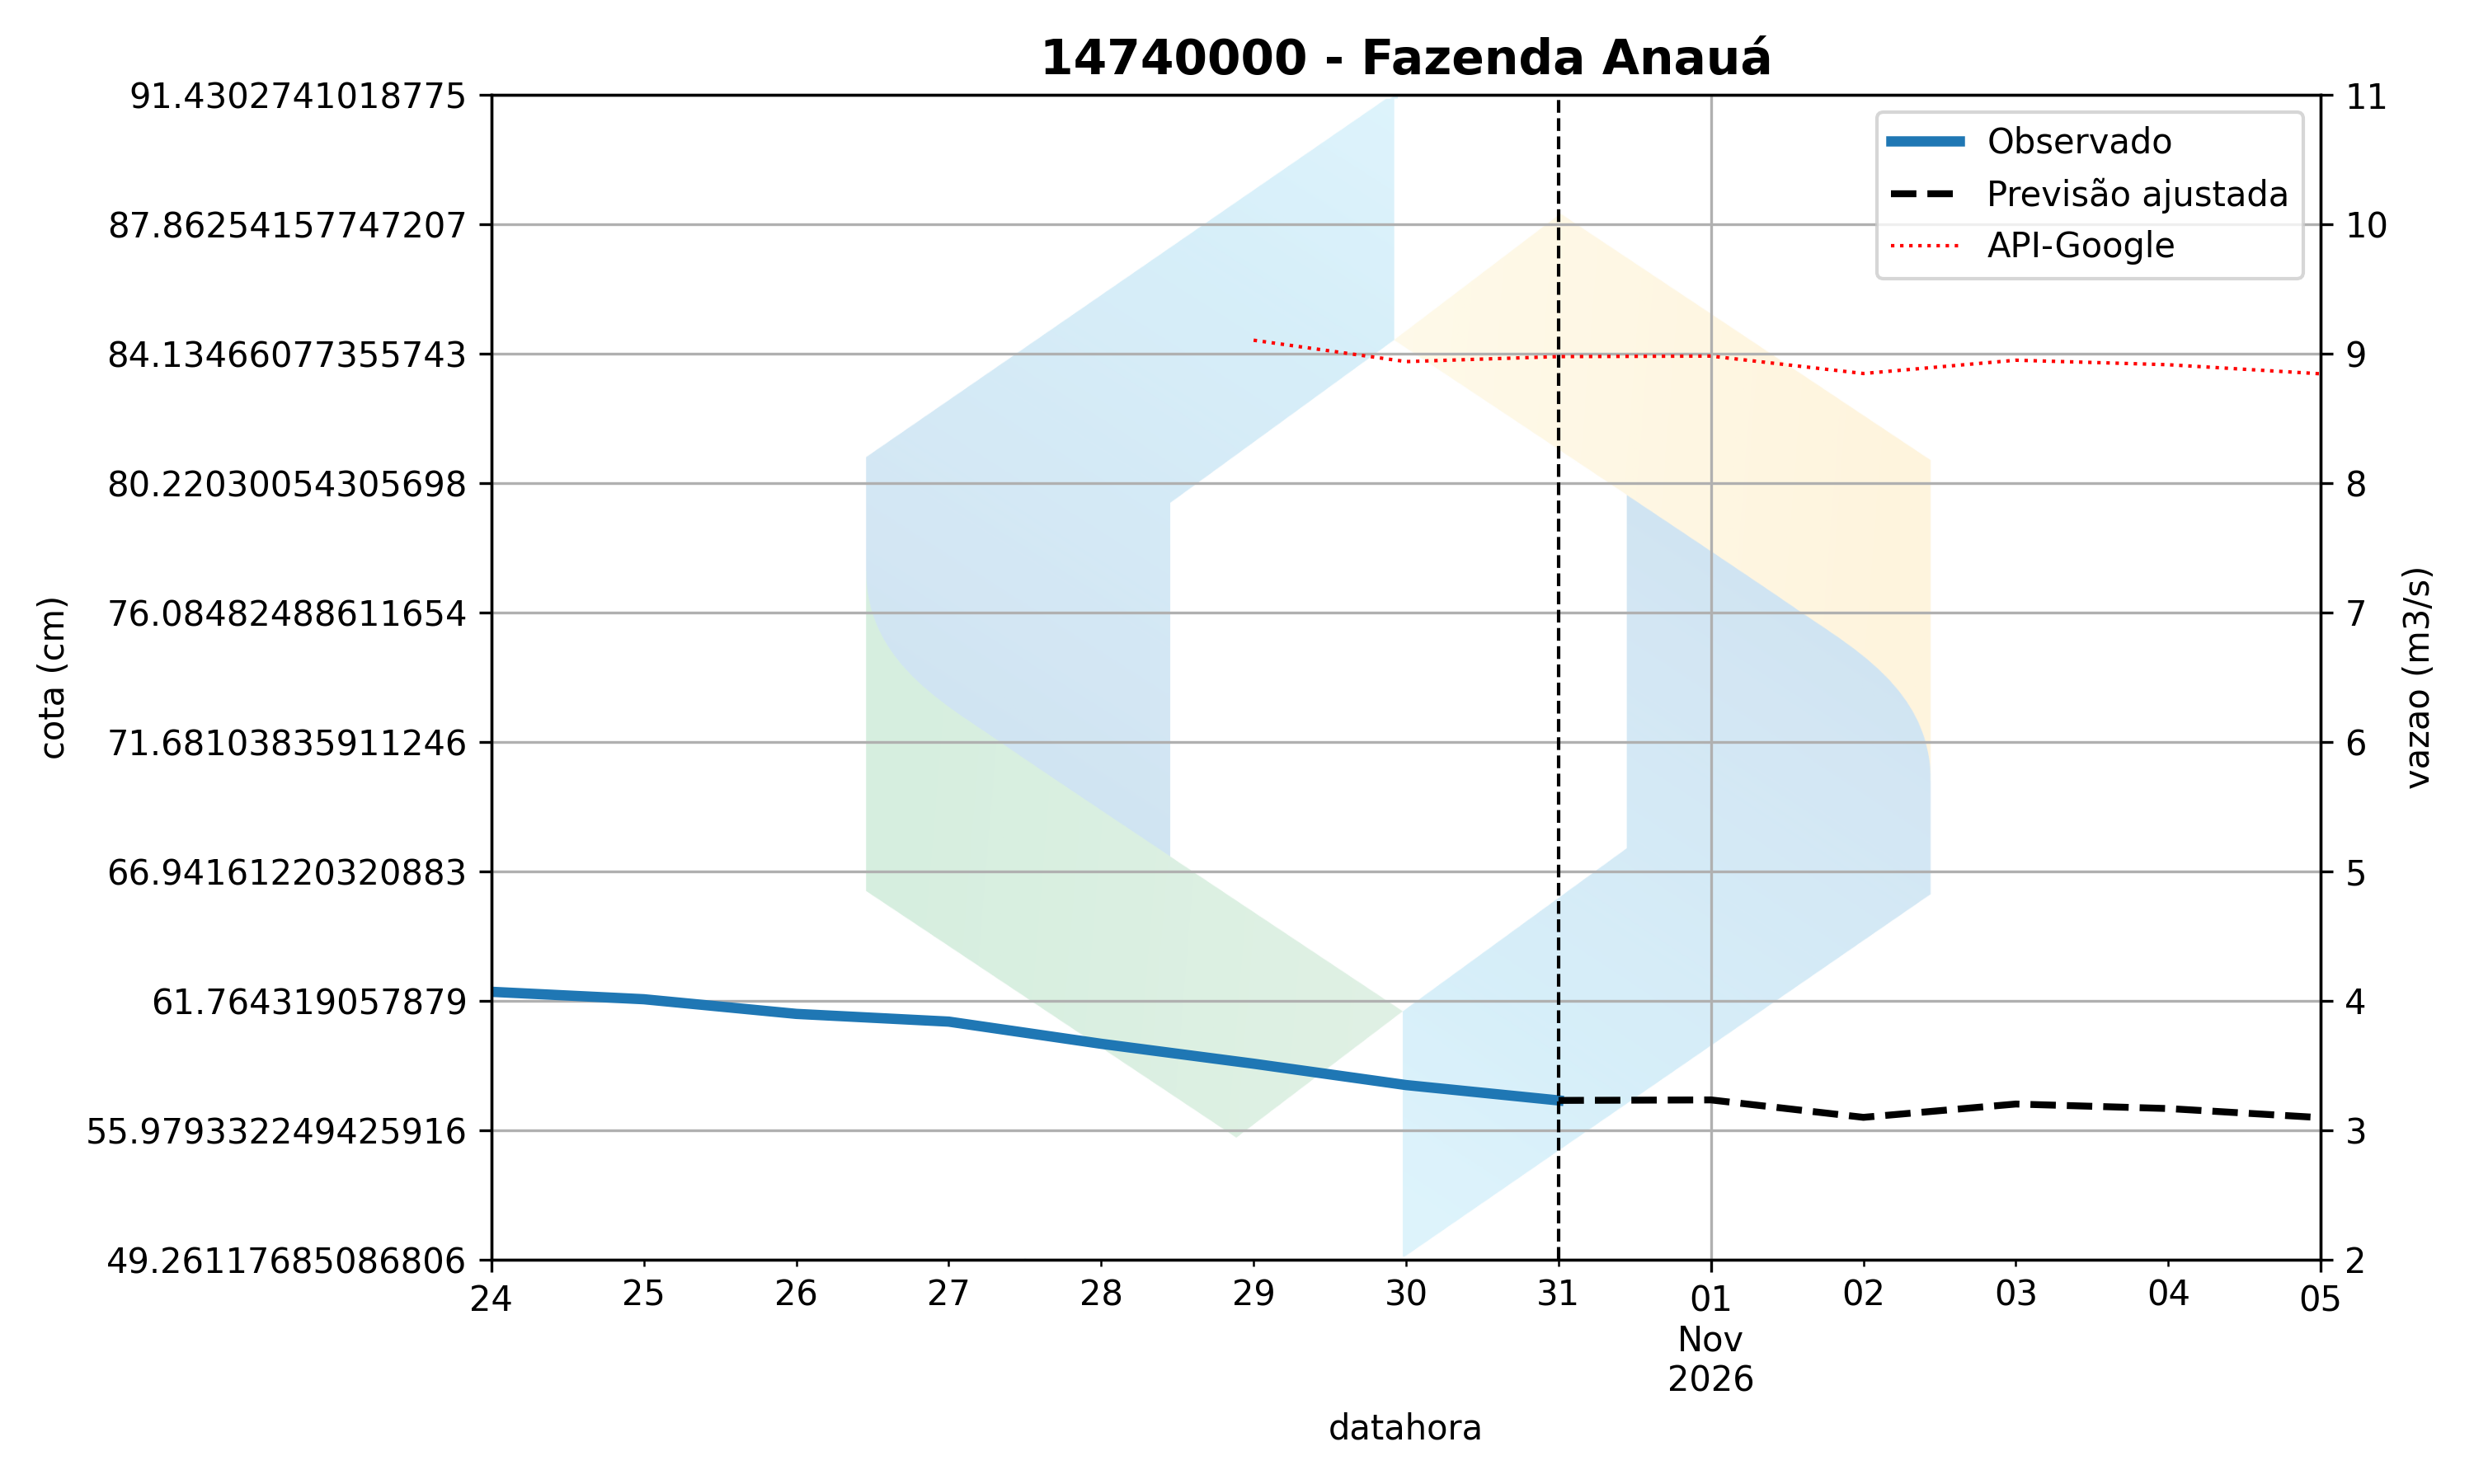 14740000 - Fazenda Anauá
91.4302741018775
87.86254157747207
84.13466077355743
80.22030054305698
76.08482488611654
71.68103835911246
66.94161220320883
61.764319057879
55.979332249425916
49.26117685086806
cota (cm)
11
10
9
8
7
6
5
4
3
2
vazao (m3/s)
Observado
Previsão ajustada
API-Google
24 25 26 27 28 29 30 31 01 02 03 04 05
Nov
2026
datahora